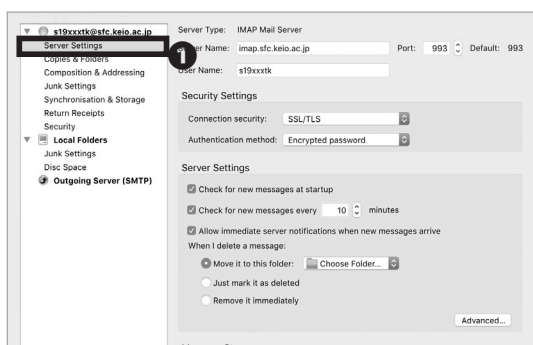 s19xxxtk@sfc.keio.ac.jp
Server Settings
Copies & Folders
Composition & Addressing
Junk Settings
Synchronisation & Storage
Return Receipts
Security
Local Folders
Junk Settings
Disc Space
Outgoing Server (SMTP)
1
Server Type: IMAP Mail Server
Server Name: imap.sfc.keio.ac.jp Port: 993 Default: 993
User Name: s19xxxtk
Security Settings
Connection security: SSL/TLS
Authentication method: Encrypted password
Server Settings
Check for new messages at startup
Check for new messages every 10 minutes
Allow immediate server notifications when new messages arrive
When I delete a message:
Move it to this folder: Choose Folder...
Just mark it as deleted
Remove it immediately
Advanced...